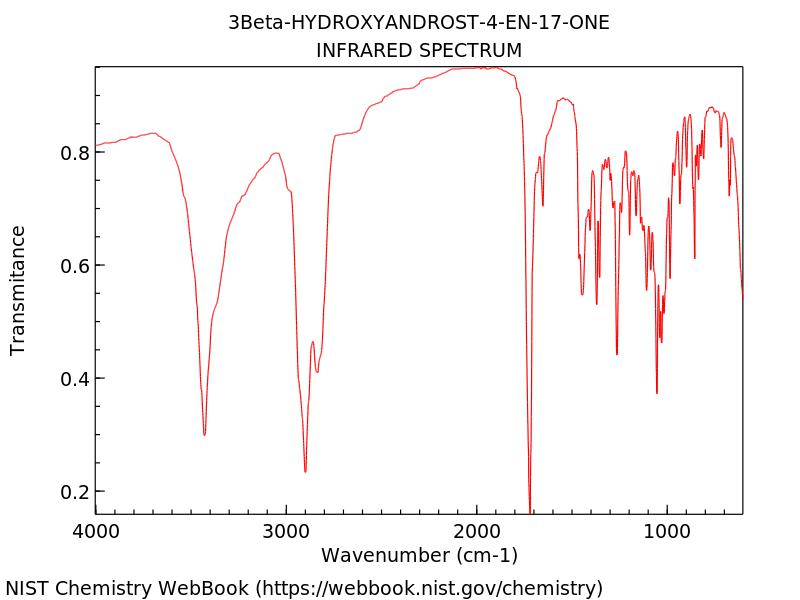 3Beta-HYDROXYANDROST-4-EN-17-ONE
INFRARED SPECTRUM
Transmitance
0.8
0.6
0.4
0.2
4000 3000 2000 1000
Wavenumber (cm-1)
NIST Chemistry WebBook (https://webbook.nist.gov/chemistry)